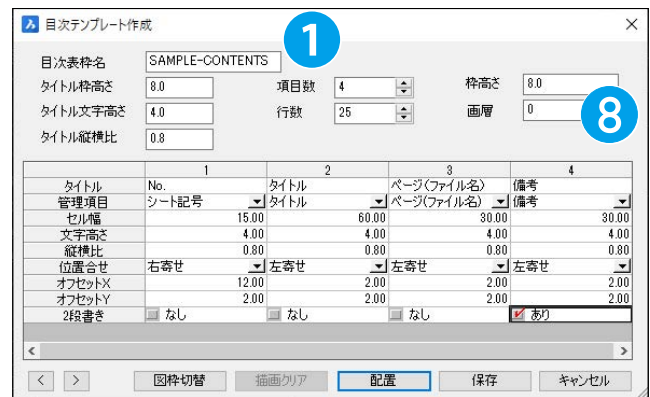 目次テンプレート作成
1
目次表枠名 SAMPLE-CONTENTS
タイトル枠高さ 8.0 項目数 4 枠高さ 8.0
タイトル文字高さ 4.0 行数 25 画層 0
8
タイトル縦横比 0.8
1 2 3 4
タイトル No. タイトル ページ(ファイル名) 備考
管理項目 シート記号 タイトル ページ(ファイル名) 備考
セル幅 15.00 60.00 30.00 30.00
文字高さ 4.00 4.00 4.00 4.00
縦横比 0.80 0.80 0.80 0.80
位置合せ 右寄せ 左寄せ 左寄せ 左寄せ
オフセットX 12.00 2.00 2.00 2.00
オフセットY 2.00 2.00 2.00 2.00
2段書き なし なし なし あり
図枠切替 描画クリア 配置 保存 キャンセル